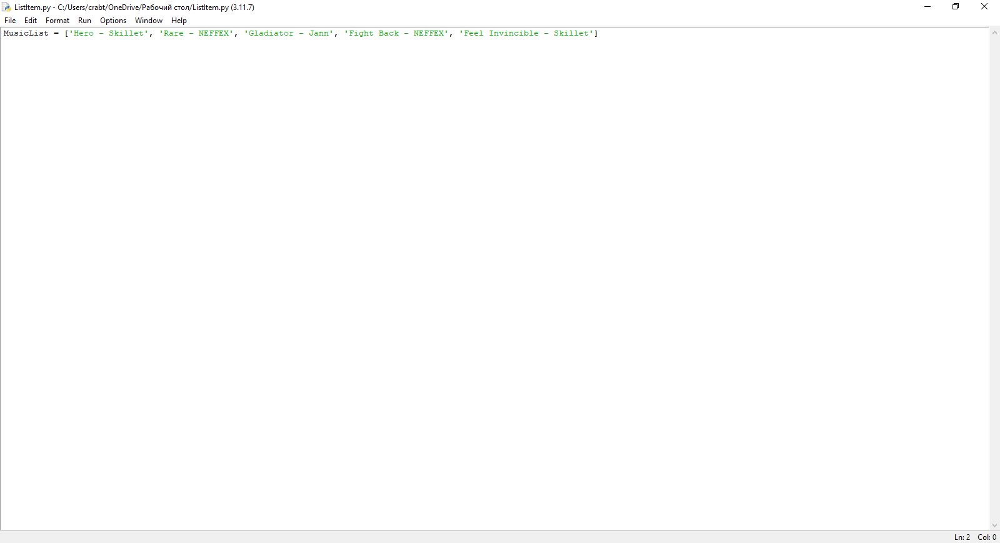 ListItem.py - C:/Users/crabt/OneDrive/Рабочий стол/ListItem.py (3.11.7)
File Edit Format Run Options Window Help
MusicList = ['Hero - Skillet', 'Rare - NEFFEX', 'Gladiator - Jann', 'Fight Back - NEFFEX', 'Feel Invincible - Skillet']
Ln: 2 Col: 0